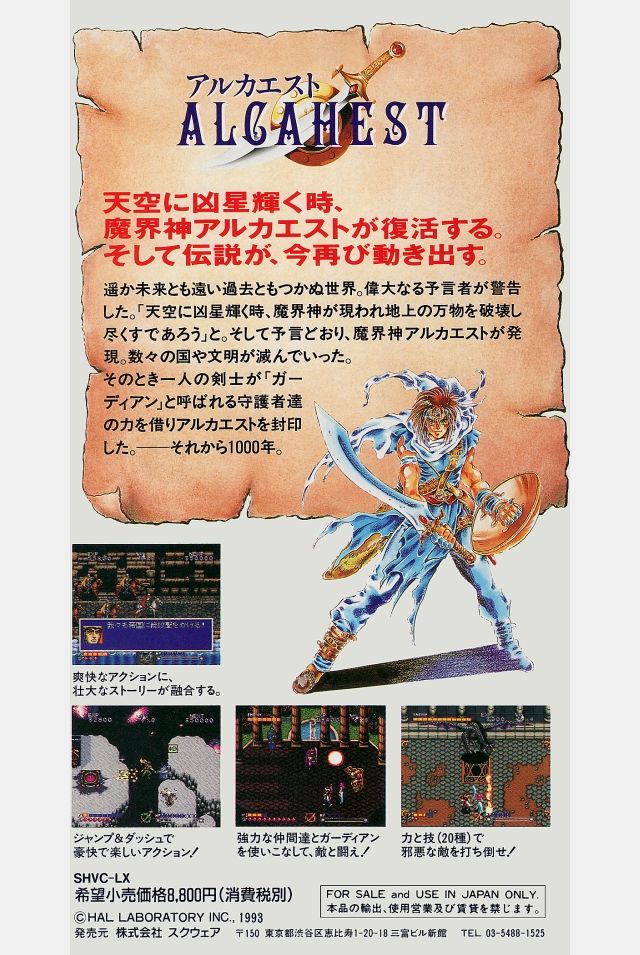 アルカエスト
ALCAHEST
天空に凶星輝く時、
魔界神アルカエストが復活する。
そして伝説が、今再び動き出す。
遥か未来とも遠い過去ともつかぬ世界。偉大なる予言者が警告
した。「天空に凶星輝く時、魔界神が現われ地上の万物を破壊し
尽くすであろう」と。そして予言どおり、魔界神アルカエストが発
現。数々の国や文明が滅んでいった。
そのとき一人の剣士が「ガー
ディアン」と呼ばれる守護者達
の力を借りアルカエストを封印
した。――それから1000年。
爽快なアクションに、
壮大なストーリーが融合する。
ジャンプ&ダッシュで
豪快で楽しいアクション!
強力な仲間達とガーディアン
を使いこなして、敵と闘え!
力と技(20種)で
邪悪な敵を打ち倒せ!
SHVC-LX
希望小売価格8,800円(消費税別)
©HAL LABORATORY INC., 1993
発売元 株式会社 スクウェア 〒150 東京都渋谷区恵比寿1-20-18 三富ビル新館 TEL 03-5488-1525
FOR SALE and USE IN JAPAN ONLY.
本品の輸出、使用営業及び賃貸を禁じます。